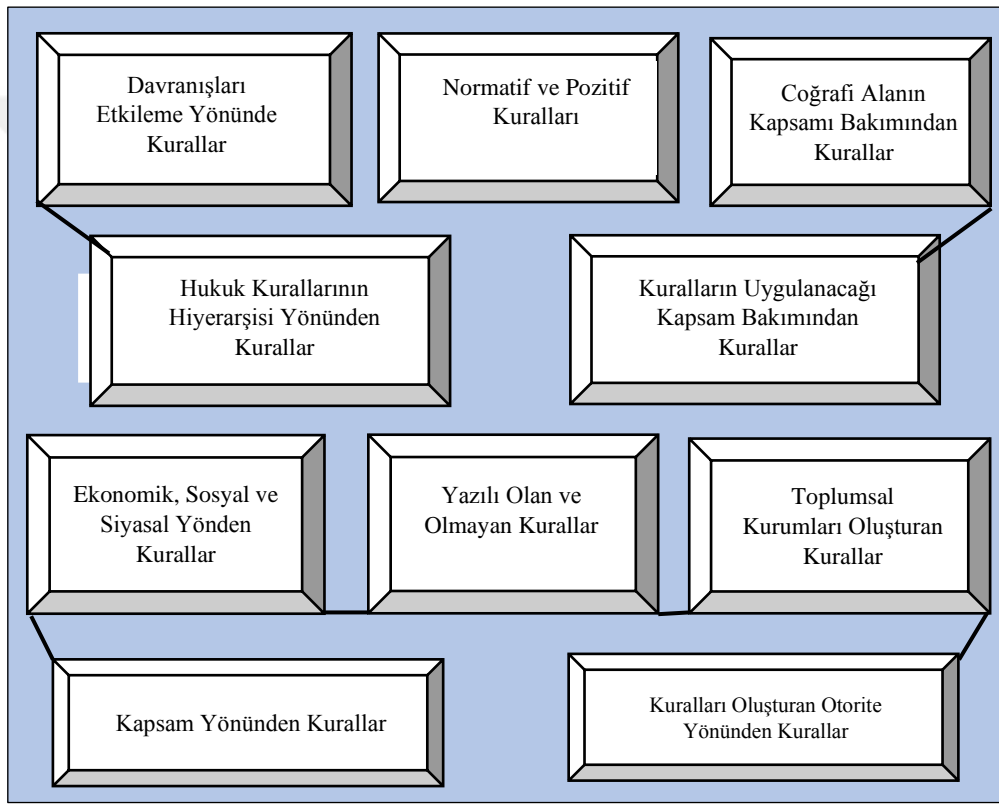 Davranışları
Etkileme Yönünde
Kurallar
Normatif ve Pozitif
Kuralları
Coğrafi Alanın
Kapsamı Bakımından
Kurallar
Hukuk Kurallarının
Hiyerarşisi Yönünden
Kurallar
Kuralların Uygulanacağı
Kapsam Bakımından
Kurallar
Ekonomik, Sosyal ve
Siyasal Yönden
Kurallar
Yazılı Olan ve
Olmayan Kurallar
Toplumsal
Kurumları Oluşturan
Kurallar
Kapsam Yönünden Kurallar
Kuralları Oluşturan Otorite
Yönünden Kurallar